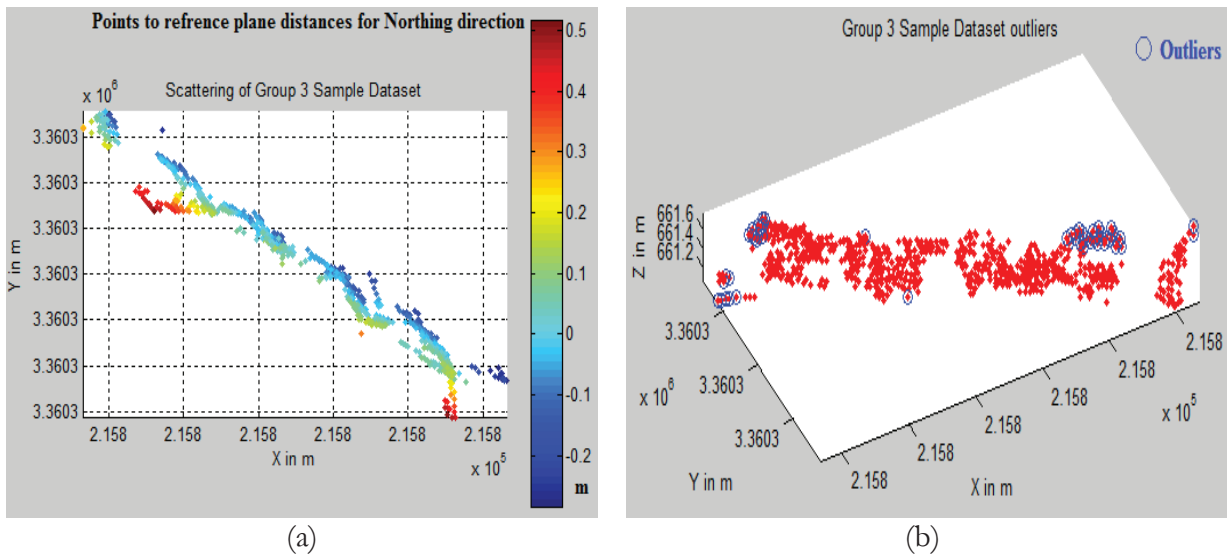 Points to refrence plane distances for Northing direction
Scattering of Group 3 Sample Dataset
x 10^6
3.3603
3.3603
3.3603
3.3603
3.3603
3.3603
3.3603
Y in m
2.158
2.158
2.158
2.158
2.158
2.158
X in m
x 10^5
0.5
0.4
0.3
0.2
0.1
0
-0.1
-0.2
m
(a)
Group 3 Sample Dataset outliers
Outliers
661.6
661.4
661.2
Z in m
3.3603
3.3603
3.3603
x 10^6
Y in m
2.158
2.158
2.158
2.158
2.158
2.158
x 10^5
X in m
(b)